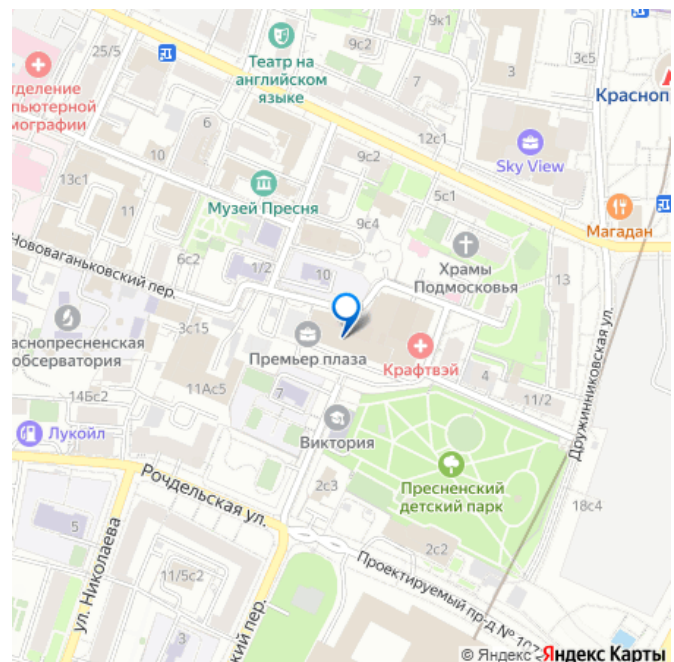 25/5
9с2
9к1
3
3с5
Театр на
английском
языке
7
Красноп
тделение
пьютерной
мографии
6
12с1
10
9с2
Sky View
13с1
5с1
11
Музей Пресня
Магадан
9с4
Нововаганьковский пер.
6с2
1/2
10
Храмы
Подмосковья
13
3с15
аснопресненская
обсерватория
Премьер плаза
Крафтвэй
Дружинниковская ул.
14Бс2
11Ас5
7
4
11/2
Лукойл
Виктория
Рочдельская ул.
2с3
Пресненский
детский парк
18с4
5
ул. Николаева
2с2
11/5с2
Проектируемый пр-д № 107
3
ский пер.
© Яндекс Яндекс Карты